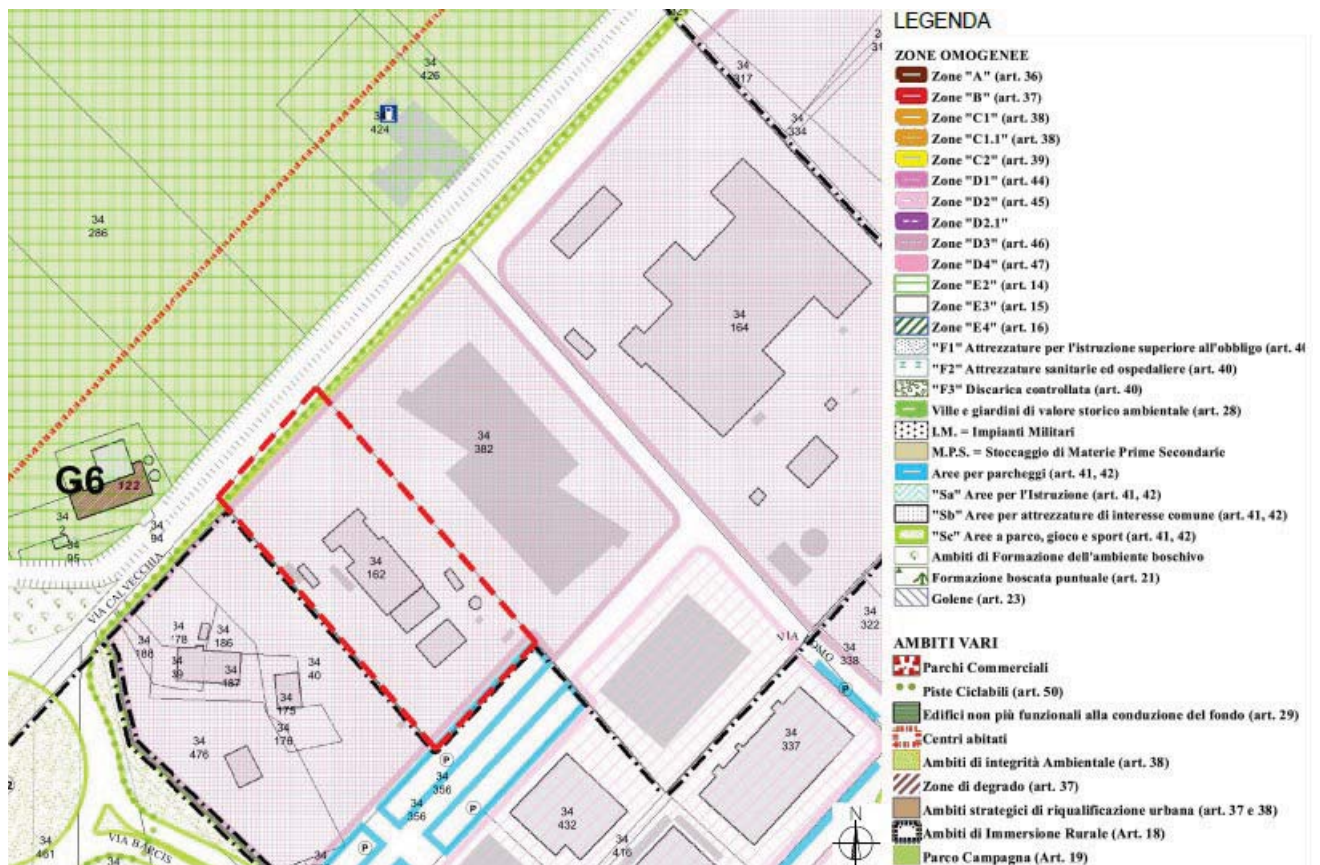 LEGENDA
ZONE OMOGENEE
Zone "A" (art. 36)
Zone "B" (art. 37)
Zone "C1" (art. 38)
Zone "C1.1" (art. 38)
Zone "C2" (art. 39)
Zone "D1" (art. 44)
Zone "D2" (art. 45)
Zone "D2.1"
Zone "D3" (art. 46)
Zone "D4" (art. 47)
Zone "E2" (art. 14)
Zone "E3" (art. 15)
Zone "E4" (art. 16)
"F1" Attrezzature per l'istruzione superiore all'obbligo (art. 40
"F2" Attrezzature sanitarie ed ospedaliere (art. 40)
"F3" Discarica controllata (art. 40)
Ville e giardini di valore storico ambientale (art. 28)
I.M. = Impianti Militari
M.P.S. = Stoccaggio di Materie Prime Secondarie
Aree per parcheggi (art. 41, 42)
"Sa" Aree per l'Istruzione (art. 41, 42)
"Sb" Aree per attrezzature di interesse comune (art. 41, 42)
"Sc" Aree a parco, gioco e sport (art. 41, 42)
Ambiti di Formazione dell'ambiente boschivo
Formazione boscata puntuale (art. 21)
Golene (art. 23)
AMBITI VARI
Parchi Commerciali
Piste Ciclabili (art. 50)
Edifici non più funzionali alla conduzione del fondo (art. 29)
Centri abitati
Ambiti di integrità Ambientale (art. 38)
Zone di degrado (art. 37)
Ambiti strategici di riqualificazione urbana (art. 37 e 38)
Ambiti di Immersione Rurale (Art. 18)
Parco Campagna (Art. 19)
34
426
34
317
34
334
424
34
286
34
164
34
382
G6
122
34
94
34
95
VIA CALVECCHIA
34
162
34
322
34
338
VIA
OMO
P
34
178
34
186
34
188
34
39
34
187
34
40
34
175
34
178
34
476
34
337
P
34
356
34
356
P
34
432
34
416
P
N
VIA BARCIS
34
461
34
34